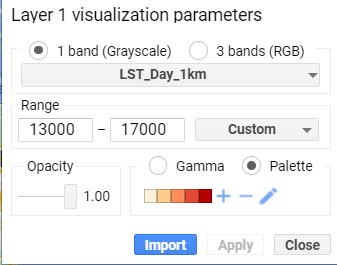 Layer 1 visualization parameters
1 band (Grayscale) 3 bands (RGB)
LST_Day_1km
Range
13000 – 17000 Custom
Opacity Gamma Palette
1.00
Import Apply Close